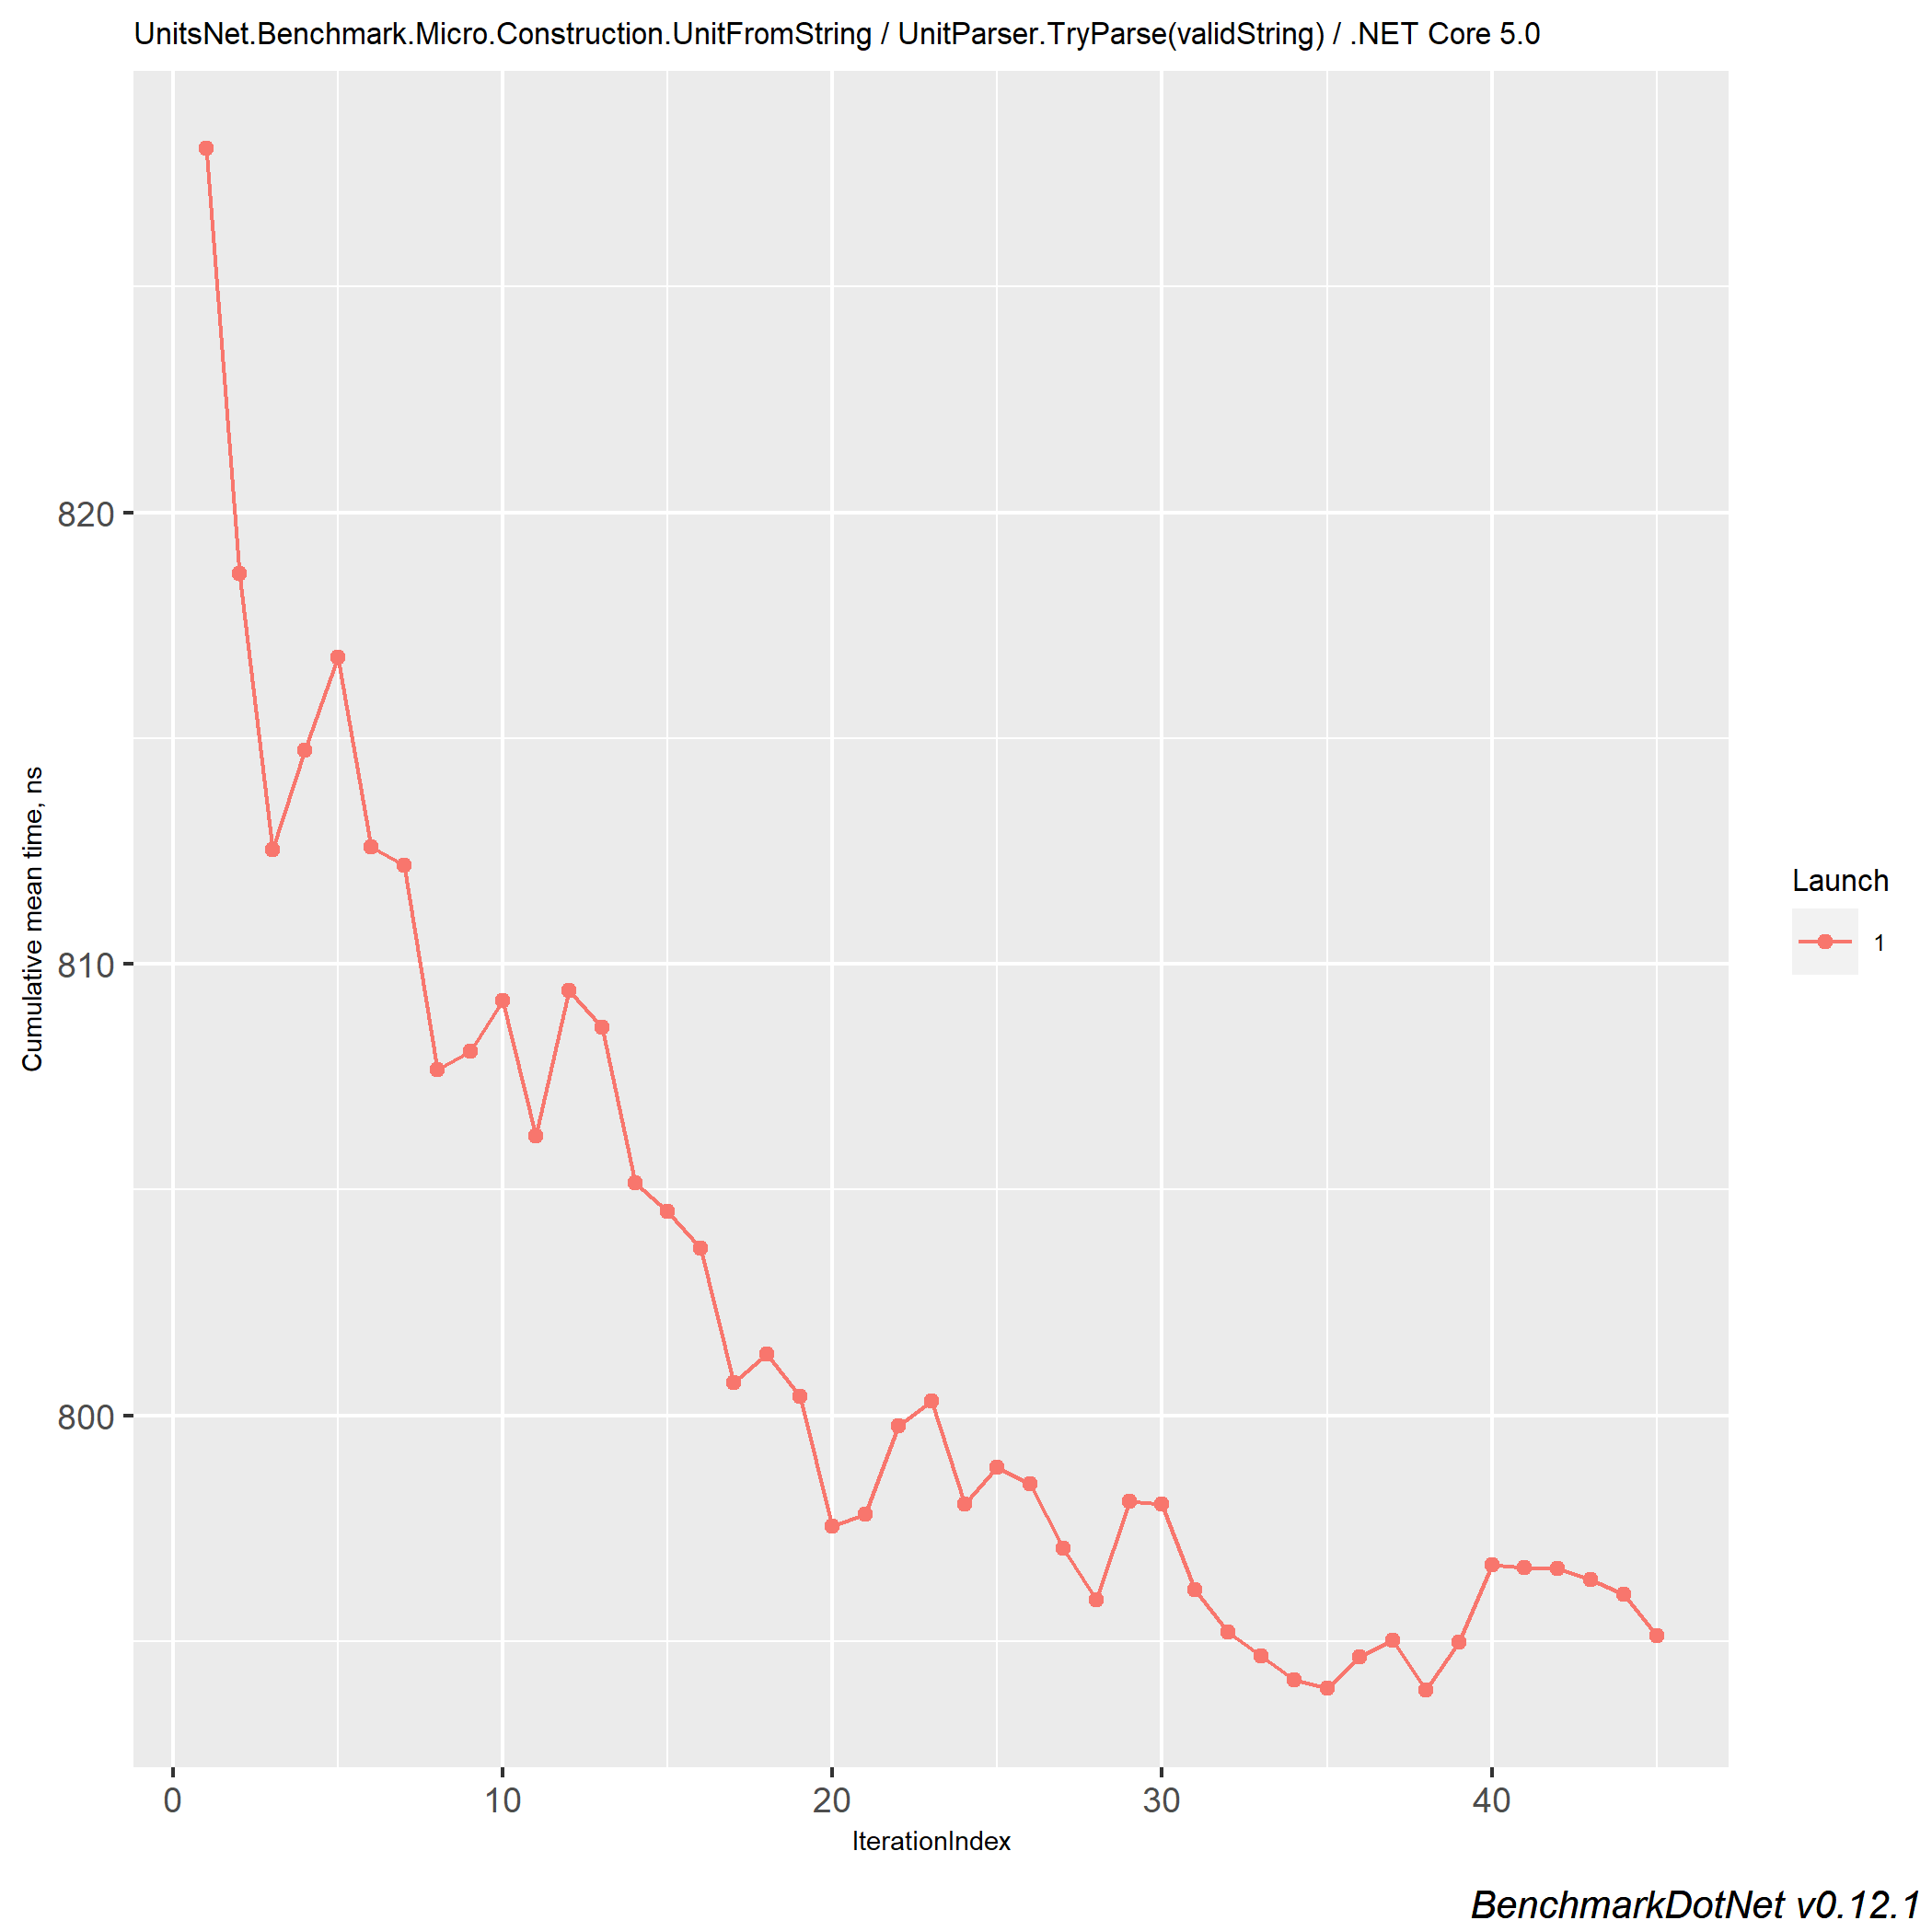 UnitsNet.Benchmark.Micro.Construction.UnitFromString / UnitParser.TryParse(validString) / .NET Core 5.0
Cumulative mean time, ns
820
810
800
0 10 20 30 40
IterationIndex
Launch
1
BenchmarkDotNet v0.12.1